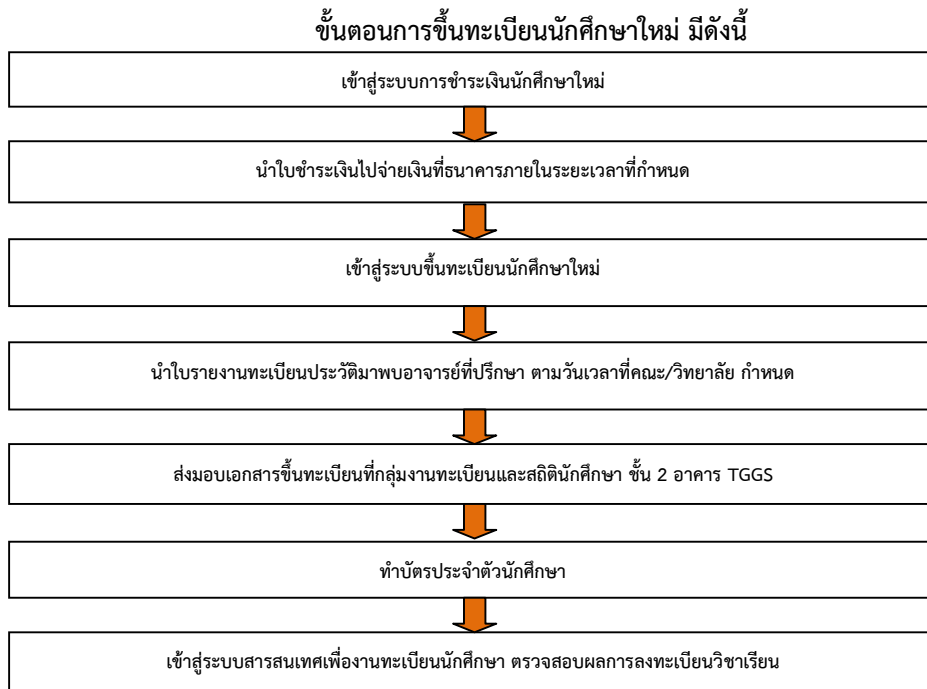 ขั้นตอนการขึ้นทะเบียนนักศึกษาใหม่ มีดังนี้
เข้าสู่ระบบการชำระเงินนักศึกษาใหม่
นำใบชำระเงินไปจ่ายเงินที่ธนาคารภายในระยะเวลาที่กำหนด
เข้าสู่ระบบขึ้นทะเบียนนักศึกษาใหม่
นำใบรายงานทะเบียนประวัติมาพบอาจารย์ที่ปรึกษา ตามวันเวลาที่คณะ/วิทยาลัย กำหนด
ส่งมอบเอกสารขึ้นทะเบียนที่กลุ่มงานทะเบียนและสถิตินักศึกษา ชั้น 2 อาคาร TGGS
ทำบัตรประจำตัวนักศึกษา
เข้าสู่ระบบสารสนเทศเพื่องานทะเบียนนักศึกษา ตรวจสอบผลการลงทะเบียนวิชาเรียน